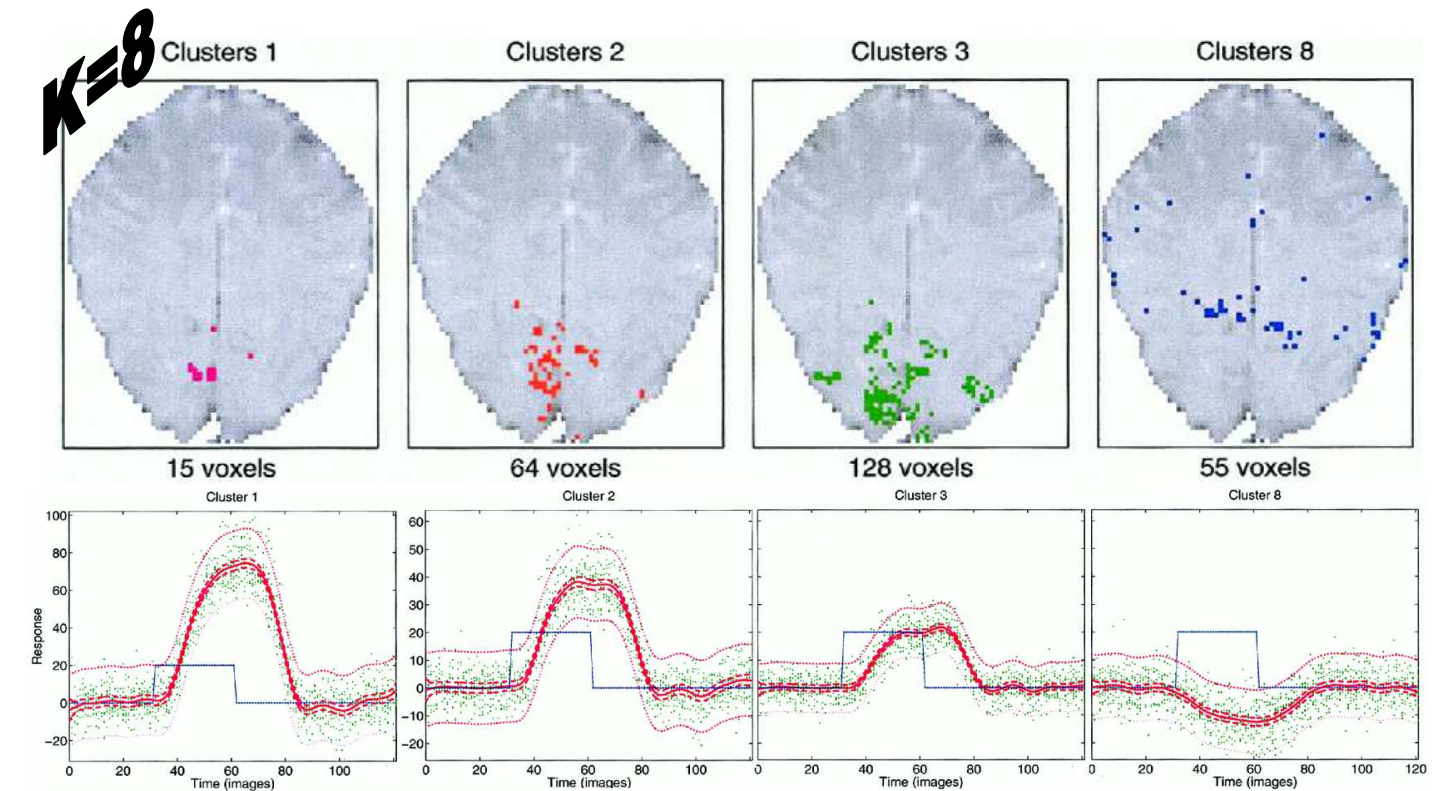 K=8
Clusters 1 Clusters 2 Clusters 3 Clusters 8
15 voxels 64 voxels 128 voxels 55 voxels
Cluster 1
100
80
60
40
20
0
−20
Response
0 20 40 60 80 100
Time (images)
Cluster 2
60
50
40
30
20
10
0
−10
−20
0 20 40 60 80 100
Time (images)
Cluster 3
0 20 40 60 80 100
Time (images)
Cluster 8
0 20 40 60 80 100 120
Time (images)